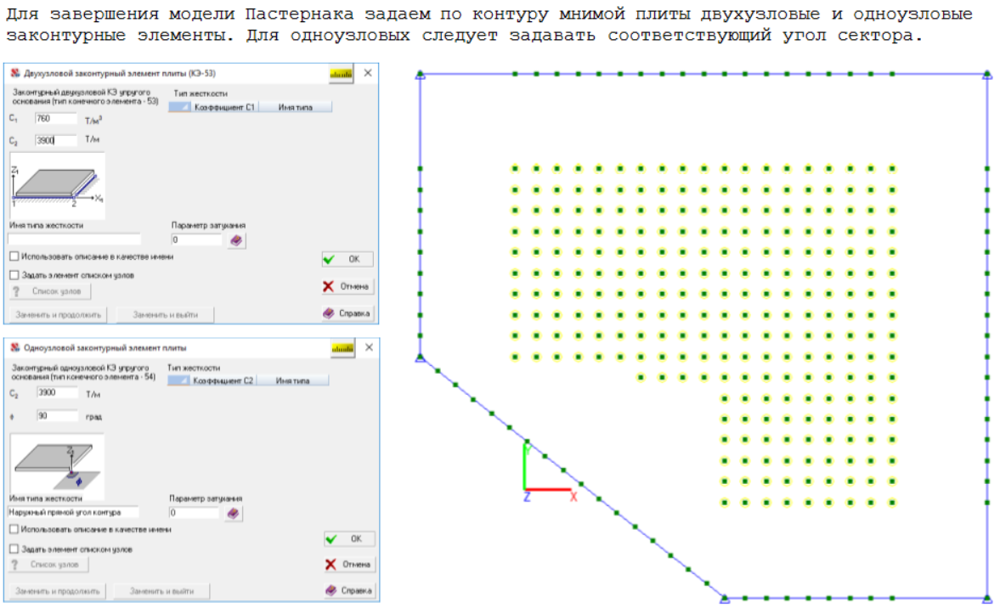 Для завершения модели Пастернака задаем по контуру мнимой плиты двухузловые и одноузловые
законтурные элементы. Для одноузловых следует задавать соответствующий угол сектора.
Двухузловой законтурный элемент плиты (КЭ-53)
Законтурный двухузловой КЭ упругого
основания (тип конечного элемента - 53)
Тип жесткости
Коэффициент C1 Имя типа
C1 760 Т/м3
C2 3900 Т/м
Z1
1 2 X1
Имя типа жесткости
Параметр затухания
0
Использовать описание в качестве имени
OK
Задать элемент списком узлов
? Список узлов
Отмена
Заменить и продолжить Заменить и выйти
Справка
Одноузловой законтурный элемент плиты
Законтурный одноузловой КЭ упругого
основания (тип конечного элемента - 54)
Тип жесткости
Коэффициент C2 Имя типа
C2 3900 Т/м
ϕ 90 град
Z1
ϕ
Имя типа жесткости
Параметр затухания
Наружный прямой угол контура
0
Использовать описание в качестве имени
OK
Задать элемент списком узлов
? Список узлов
Отмена
Заменить и продолжить Заменить и выйти
Справка
Y
Z X